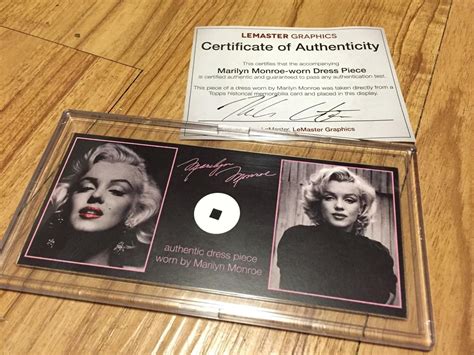 LEMASTER GRAPHICS
Certificate of Authenticity
This certifies that the accompanying
Marilyn Monroe-worn Dress Piece
is certified authentic and guaranteed to pass any authentication test.
This piece of a dress worn by Marilyn Monroe was taken directly from a
Topps historical memorabilia card and placed in this display.
LeMaster, LeMaster Graphics
Marilyn
Monroe
authentic dress piece
worn by Marilyn Monroe